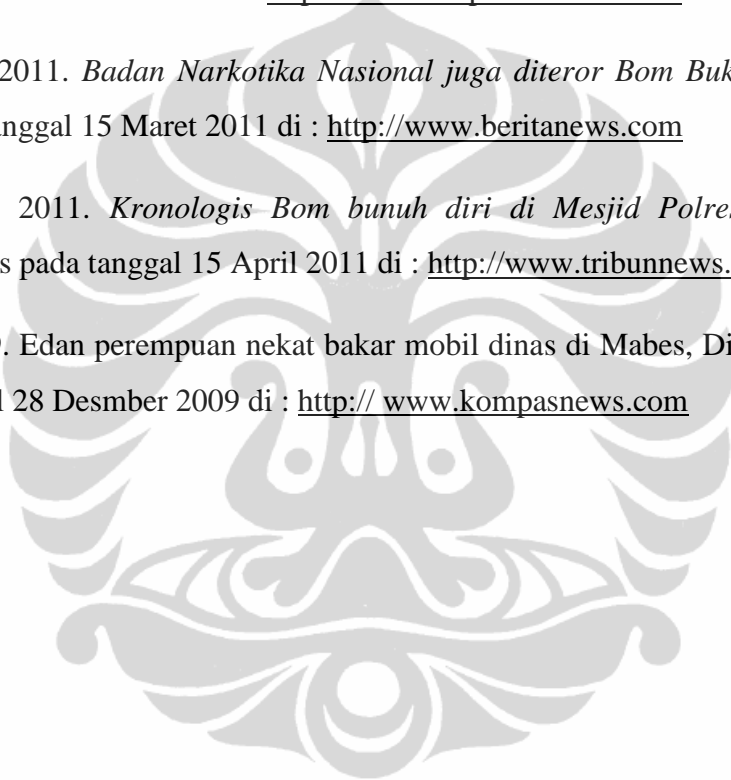 2011. Badan Narkotika Nasional juga diteror Bom Buk
anggal 15 Maret 2011 di : http://www.beritanews.com
2011. Kronologis Bom bunuh diri di Mesjid Polre
s pada tanggal 15 April 2011 di : http://www.tribunnews.
. Edan perempuan nekat bakar mobil dinas di Mabes, Di
l 28 Desmber 2009 di : http:// www.kompasnews.com